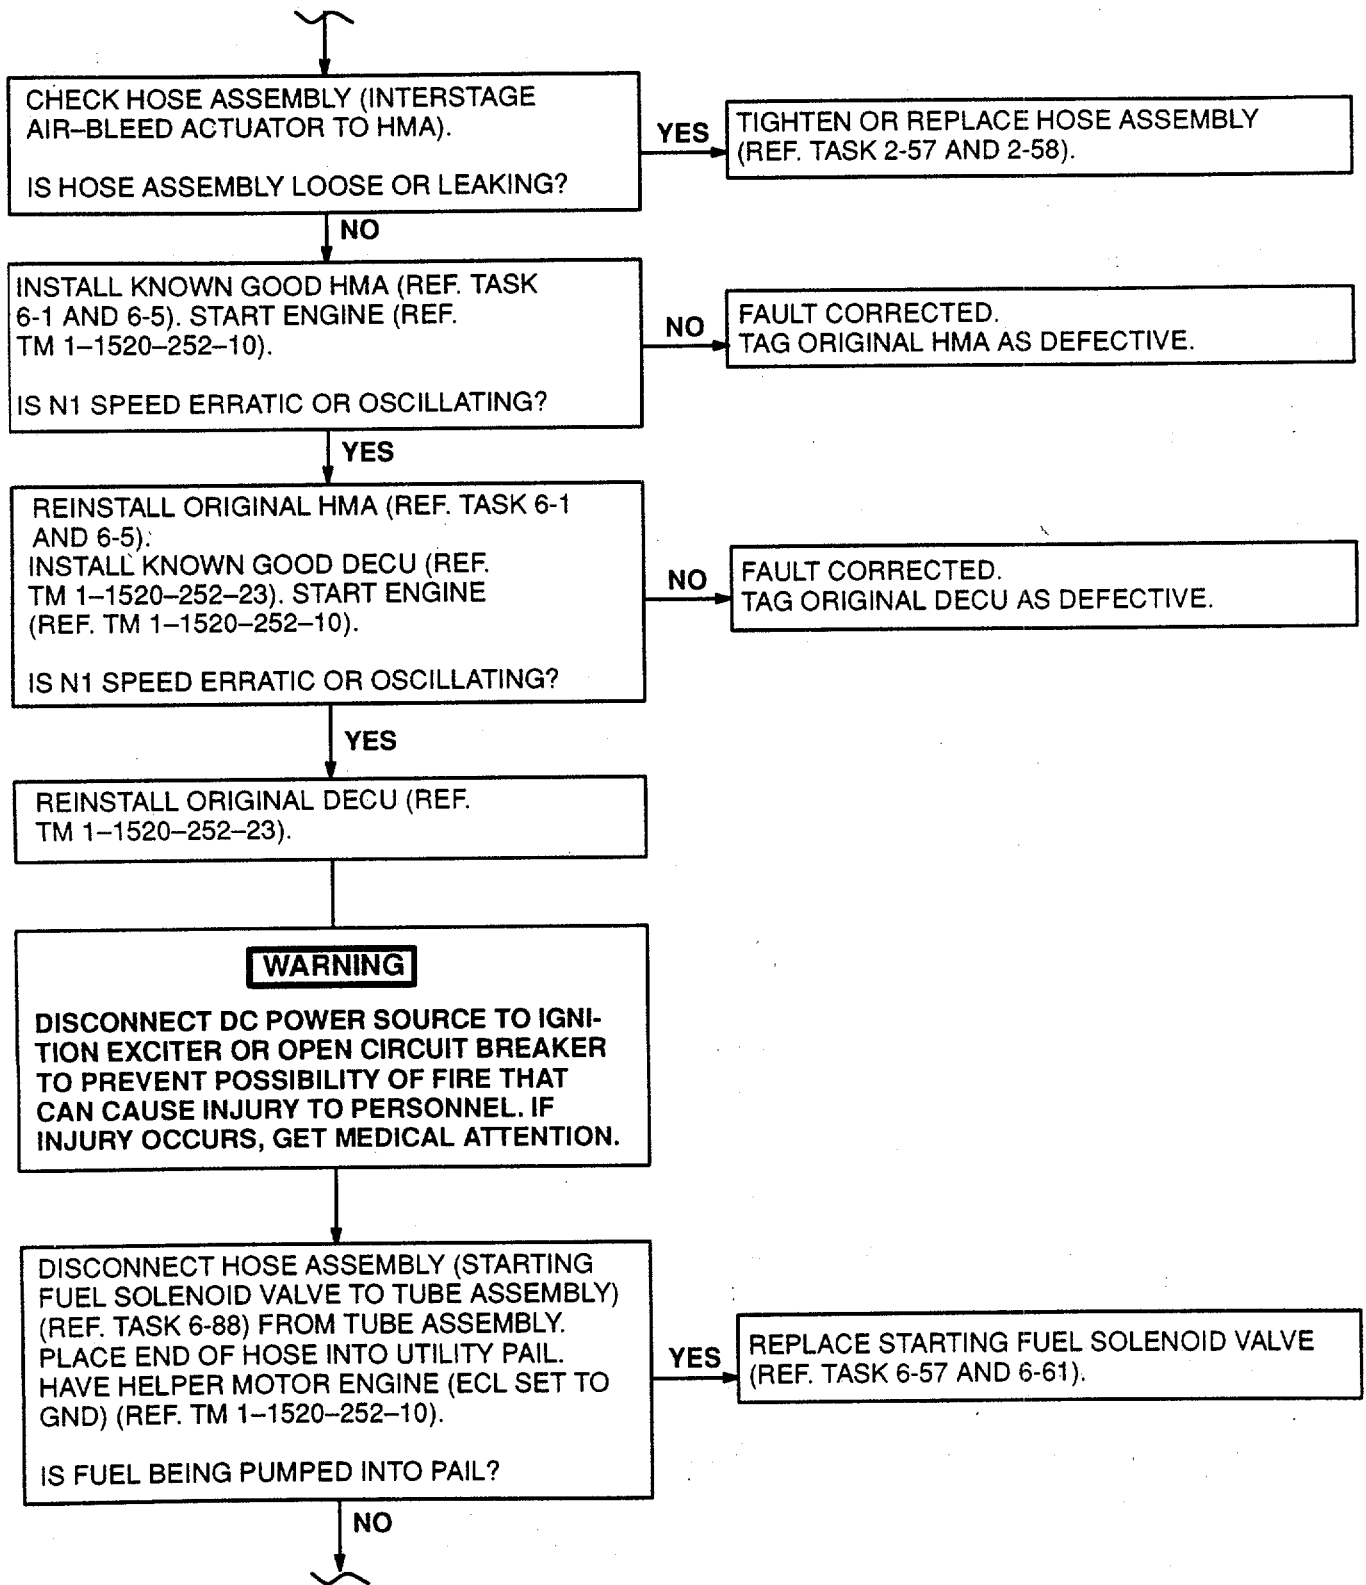 CHECK HOSE ASSEMBLY (INTERSTAGE
AIR–BLEED ACTUATOR TO HMA).
IS HOSE ASSEMBLY LOOSE OR LEAKING?
YES
TIGHTEN OR REPLACE HOSE ASSEMBLY
(REF. TASK 2-57 AND 2-58).
NO
INSTALL KNOWN GOOD HMA (REF. TASK
6-1 AND 6-5). START ENGINE (REF.
TM 1–1520–252–10).
IS N1 SPEED ERRATIC OR OSCILLATING?
NO
FAULT CORRECTED.
TAG ORIGINAL HMA AS DEFECTIVE.
YES
REINSTALL ORIGINAL HMA (REF. TASK 6-1
AND 6-5).
INSTALL KNOWN GOOD DECU (REF.
TM 1–1520–252–23). START ENGINE
(REF. TM 1–1520–252–10).
IS N1 SPEED ERRATIC OR OSCILLATING?
NO
FAULT CORRECTED.
TAG ORIGINAL DECU AS DEFECTIVE.
YES
REINSTALL ORIGINAL DECU (REF.
TM 1–1520–252–23).
WARNING
DISCONNECT DC POWER SOURCE TO IGNI-
TION EXCITER OR OPEN CIRCUIT BREAKER
TO PREVENT POSSIBILITY OF FIRE THAT
CAN CAUSE INJURY TO PERSONNEL. IF
INJURY OCCURS, GET MEDICAL ATTENTION.
DISCONNECT HOSE ASSEMBLY (STARTING
FUEL SOLENOID VALVE TO TUBE ASSEMBLY)
(REF. TASK 6-88) FROM TUBE ASSEMBLY.
PLACE END OF HOSE INTO UTILITY PAIL.
HAVE HELPER MOTOR ENGINE (ECL SET TO
GND) (REF. TM 1–1520–252–10).
IS FUEL BEING PUMPED INTO PAIL?
YES
REPLACE STARTING FUEL SOLENOID VALVE
(REF. TASK 6-57 AND 6-61).
NO